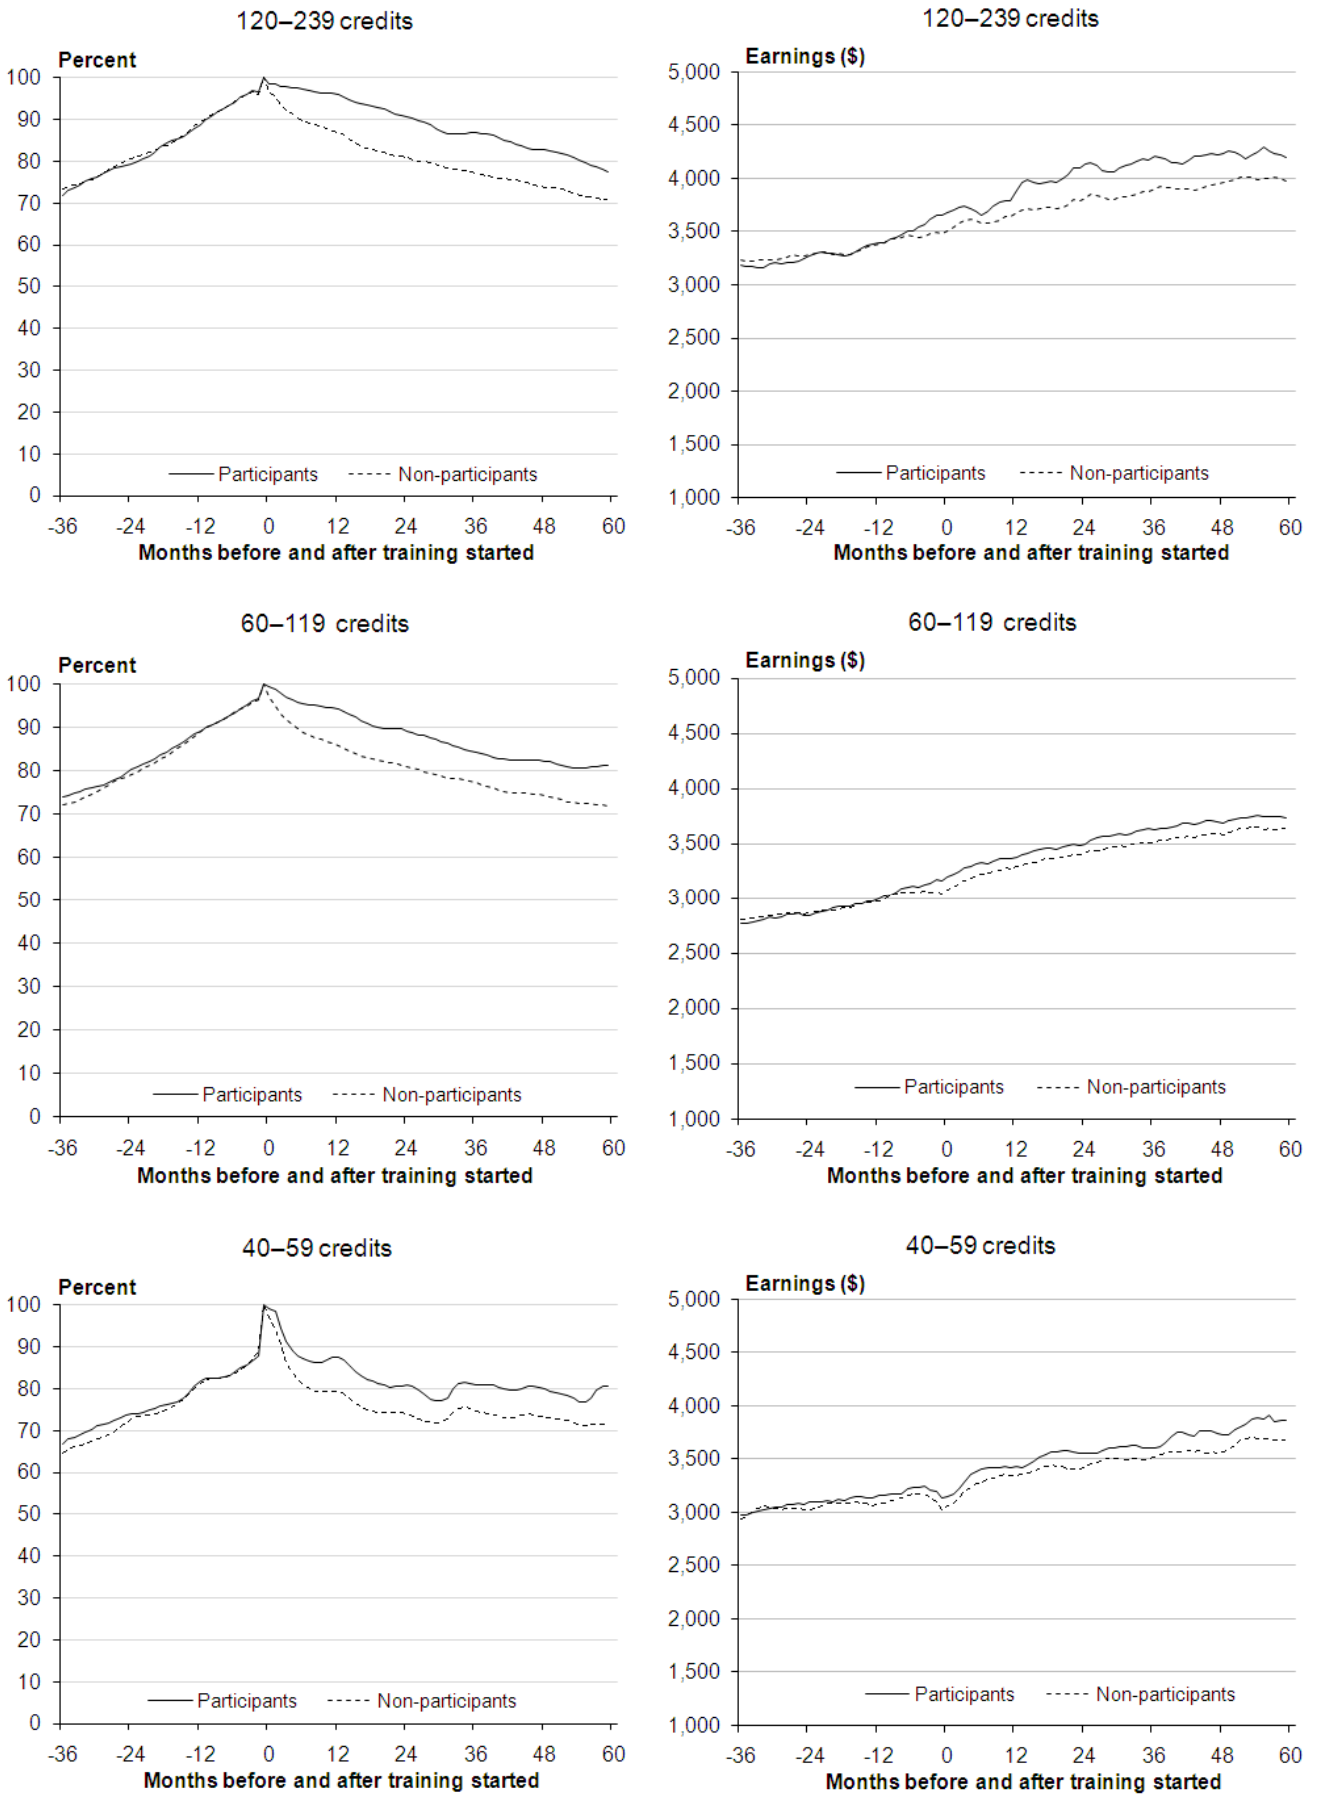 120–239 credits
Percent
100
90
80
70
60
50
40
30
20
10
0
Participants Non-participants
-36 -24 -12 0 12 24 36 48 60
Months before and after training started
120–239 credits
Earnings ($)
5,000
4,500
4,000
3,500
3,000
2,500
2,000
1,500
1,000
Participants Non-participants
-36 -24 -12 0 12 24 36 48 60
Months before and after training started
60–119 credits
Percent
100
90
80
70
60
50
40
30
20
10
0
Participants Non-participants
-36 -24 -12 0 12 24 36 48 60
Months before and after training started
60–119 credits
Earnings ($)
5,000
4,500
4,000
3,500
3,000
2,500
2,000
1,500
1,000
Participants Non-participants
-36 -24 -12 0 12 24 36 48 60
Months before and after training started
40–59 credits
Percent
100
90
80
70
60
50
40
30
20
10
0
Participants Non-participants
-36 -24 -12 0 12 24 36 48 60
Months before and after training started
40–59 credits
Earnings ($)
5,000
4,500
4,000
3,500
3,000
2,500
2,000
1,500
1,000
Participants Non-participants
-36 -24 -12 0 12 24 36 48 60
Months before and after training started